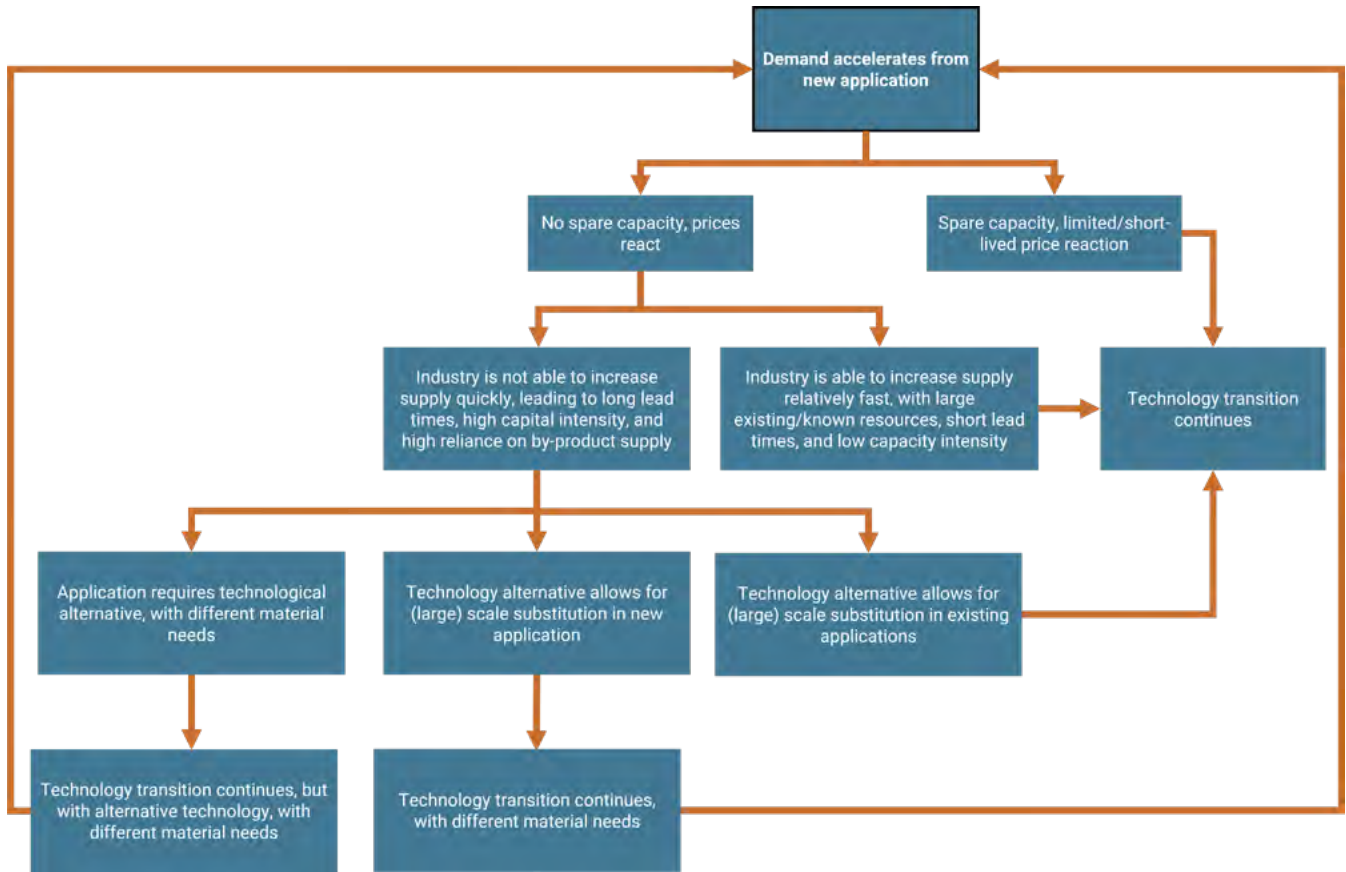 Demand accelerates from
new application
No spare capacity, prices
react
Spare capacity, limited/short-
lived price reaction
Industry is not able to increase
supply quickly, leading to long lead
times, high capital intensity, and
high reliance on by-product supply
Industry is able to increase supply
relatively fast, with large
existing/known resources, short lead
times, and low capacity intensity
Technology transition
continues
Application requires technological
alternative, with different material
needs
Technology alternative allows for
(large) scale substitution in new
application
Technology alternative allows for
(large) scale substitution in existing
applications
Technology transition continues, but
with alternative technology, with
different material needs
Technology transition continues,
with different material needs